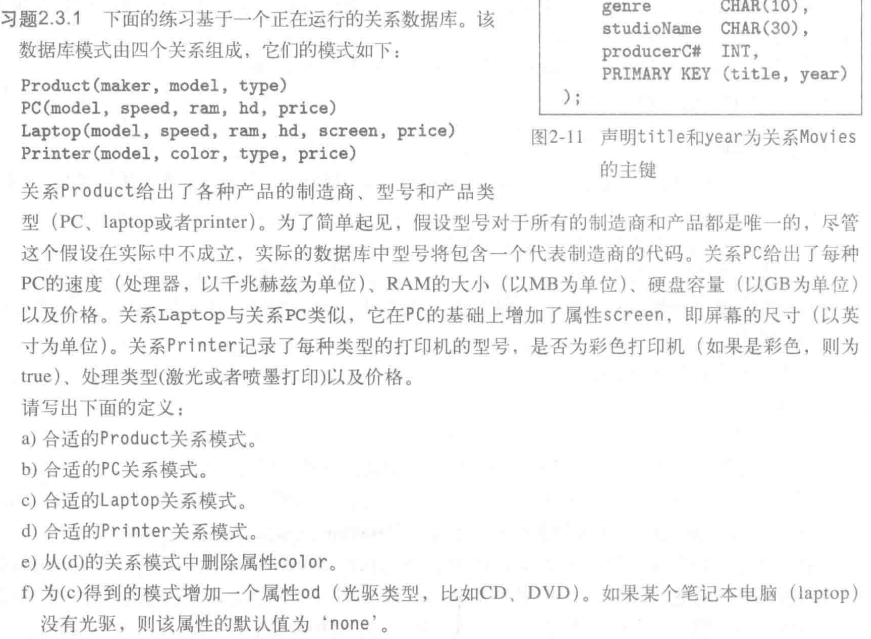 习题2.3.1 下面的练习基于一个正在运行的关系数据库。该
数据库模式由四个关系组成，它们的模式如下：
Product(maker, model, type)
PC(model, speed, ram, hd, price)
Laptop(model, speed, ram, hd, screen, price)
Printer(model, color, type, price)
genre CHAR(10),
studioName CHAR(30),
producerC# INT,
PRIMARY KEY (title, year)
);
图2-11 声明title和year为关系Movies
的主键
关系Product给出了各种产品的制造商、型号和产品类
型（PC、laptop或者printer）。为了简单起见，假设型号对于所有的制造商和产品都是唯一的，尽管
这个假设在实际中不成立，实际的数据库中型号将包含一个代表制造商的代码。关系PC给出了每种
PC的速度（处理器，以千兆赫兹为单位）、RAM的大小（以MB为单位）、硬盘容量（以GB为单位）
以及价格。关系Laptop与关系PC类似，它在PC的基础上增加了属性screen，即屏幕的尺寸（以英
寸为单位）。关系Printer记录了每种类型的打印机的型号，是否为彩色打印机（如果是彩色，则为
true）、处理类型(激光或者喷墨打印)以及价格。
请写出下面的定义：
a) 合适的Product关系模式。
b) 合适的PC关系模式。
c) 合适的Laptop关系模式。
d) 合适的Printer关系模式。
e) 从(d)的关系模式中删除属性color。
f) 为(c)得到的模式增加一个属性od（光驱类型，比如CD、DVD）。如果某个笔记本电脑（laptop）
没有光驱，则该属性的默认值为‘none’。